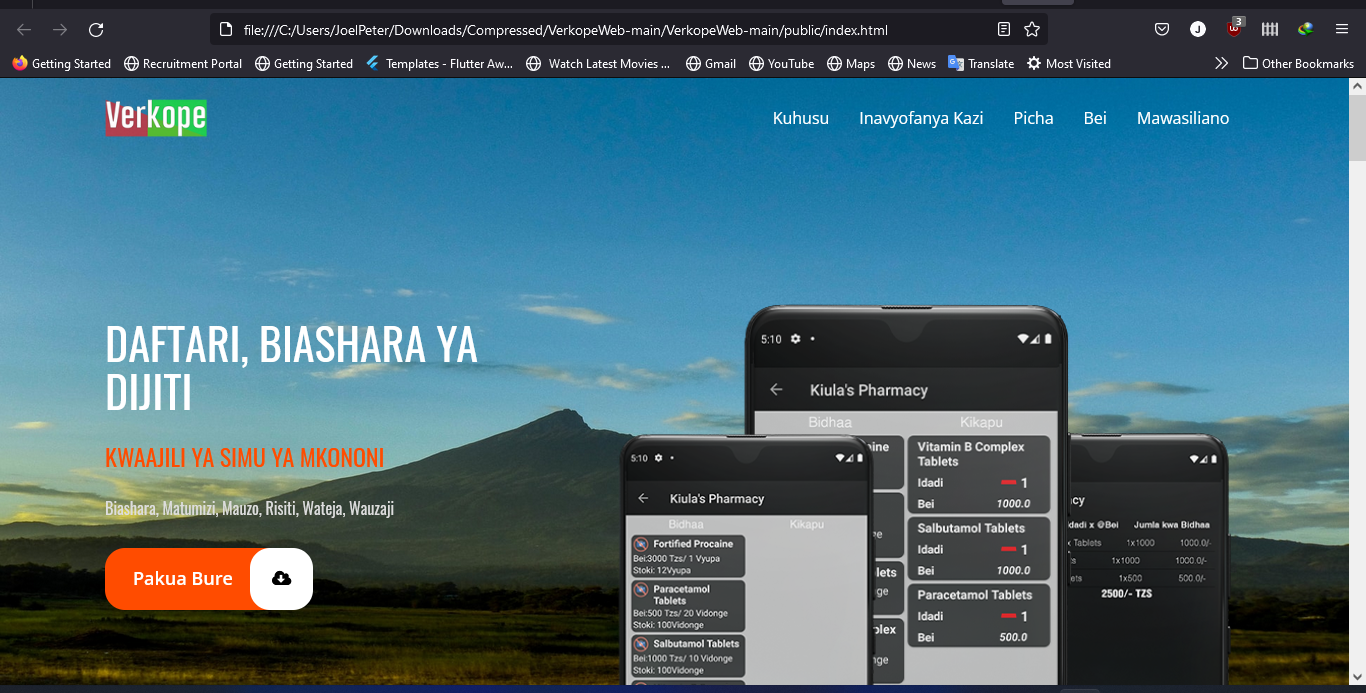 file:///C:/Users/JoelPeter/Downloads/Compressed/VerkopeWeb-main/VerkopeWeb-main/public/index.html
J
3
Getting Started
Recruitment Portal
Getting Started
Templates - Flutter Aw...
Watch Latest Movies ...
Gmail
YouTube
Maps
News
Translate
Most Visited
Other Bookmarks
Verkope
Kuhusu
Inavyofanya Kazi
Picha
Bei
Mawasiliano
DAFTARI, BIASHARA YA
DIJITI
KWAAJILI YA SIMU YA MKONONI
Biashara, Matumizi, Mauzo, Risiti, Wateja, Wauzaji
Pakua Bure
5:10
Kiula's Pharmacy
Bidhaa
Kikapu
Vitamin B Complex
Tablets
Idadi
1
Bei
1000.0
Salbutamol Tablets
Idadi
1
Bei
1000.0
Paracetamol Tablets
Idadi
1
Bei
500.0
5:10
Kiula's Pharmacy
Bidhaa
Kikapu
Fortified Procaine
Bei:3000 Tzs/ 1 Vyupa
Stoki: 12Vyupa
Paracetamol
Tablets
Bei:500 Tzs/ 20 Vidonge
Stoki: 100Vidonge
Salbutamol Tablets
Bei:1000 Tzs/ 10 Vidonge
Stoki: 100Vidonge
cy
Idadi x @Bei
Jumla kwa Bidhaa
Tablets
1x1000
1000.0/-
1x1000
1000.0/-
ets
1x500
500.0/-
2500/- TZS